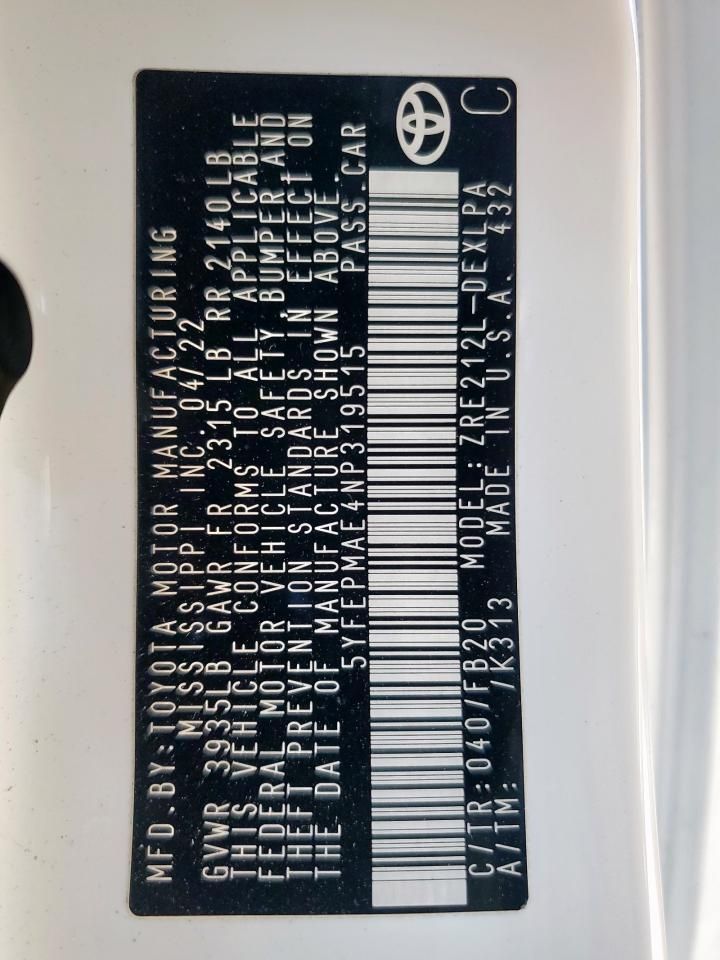 MFD.BY:TOYOTA MOTOR MANUFACTURING
MISSISSIPPI INC 04/22
GVWR 3935LB GAWR FR 2315 LB RR 2140LB
THIS VEHICLE CONFORMS TO ALL APPLICABLE
FEDERAL MOTOR VEHICLE SAFETY, BUMPER AND
THEFT PREVENTION STANDARDS IN EFFECT ON
THE DATE OF MANUFACTURE SHOWN ABOVE.
5YFEPMAE4NP319515 PASS.CAR
C/TR:040/FB20 MODEL:ZRE212L-DEXLPA
A/TM: /K313 MADE IN U.S.A. 432
C